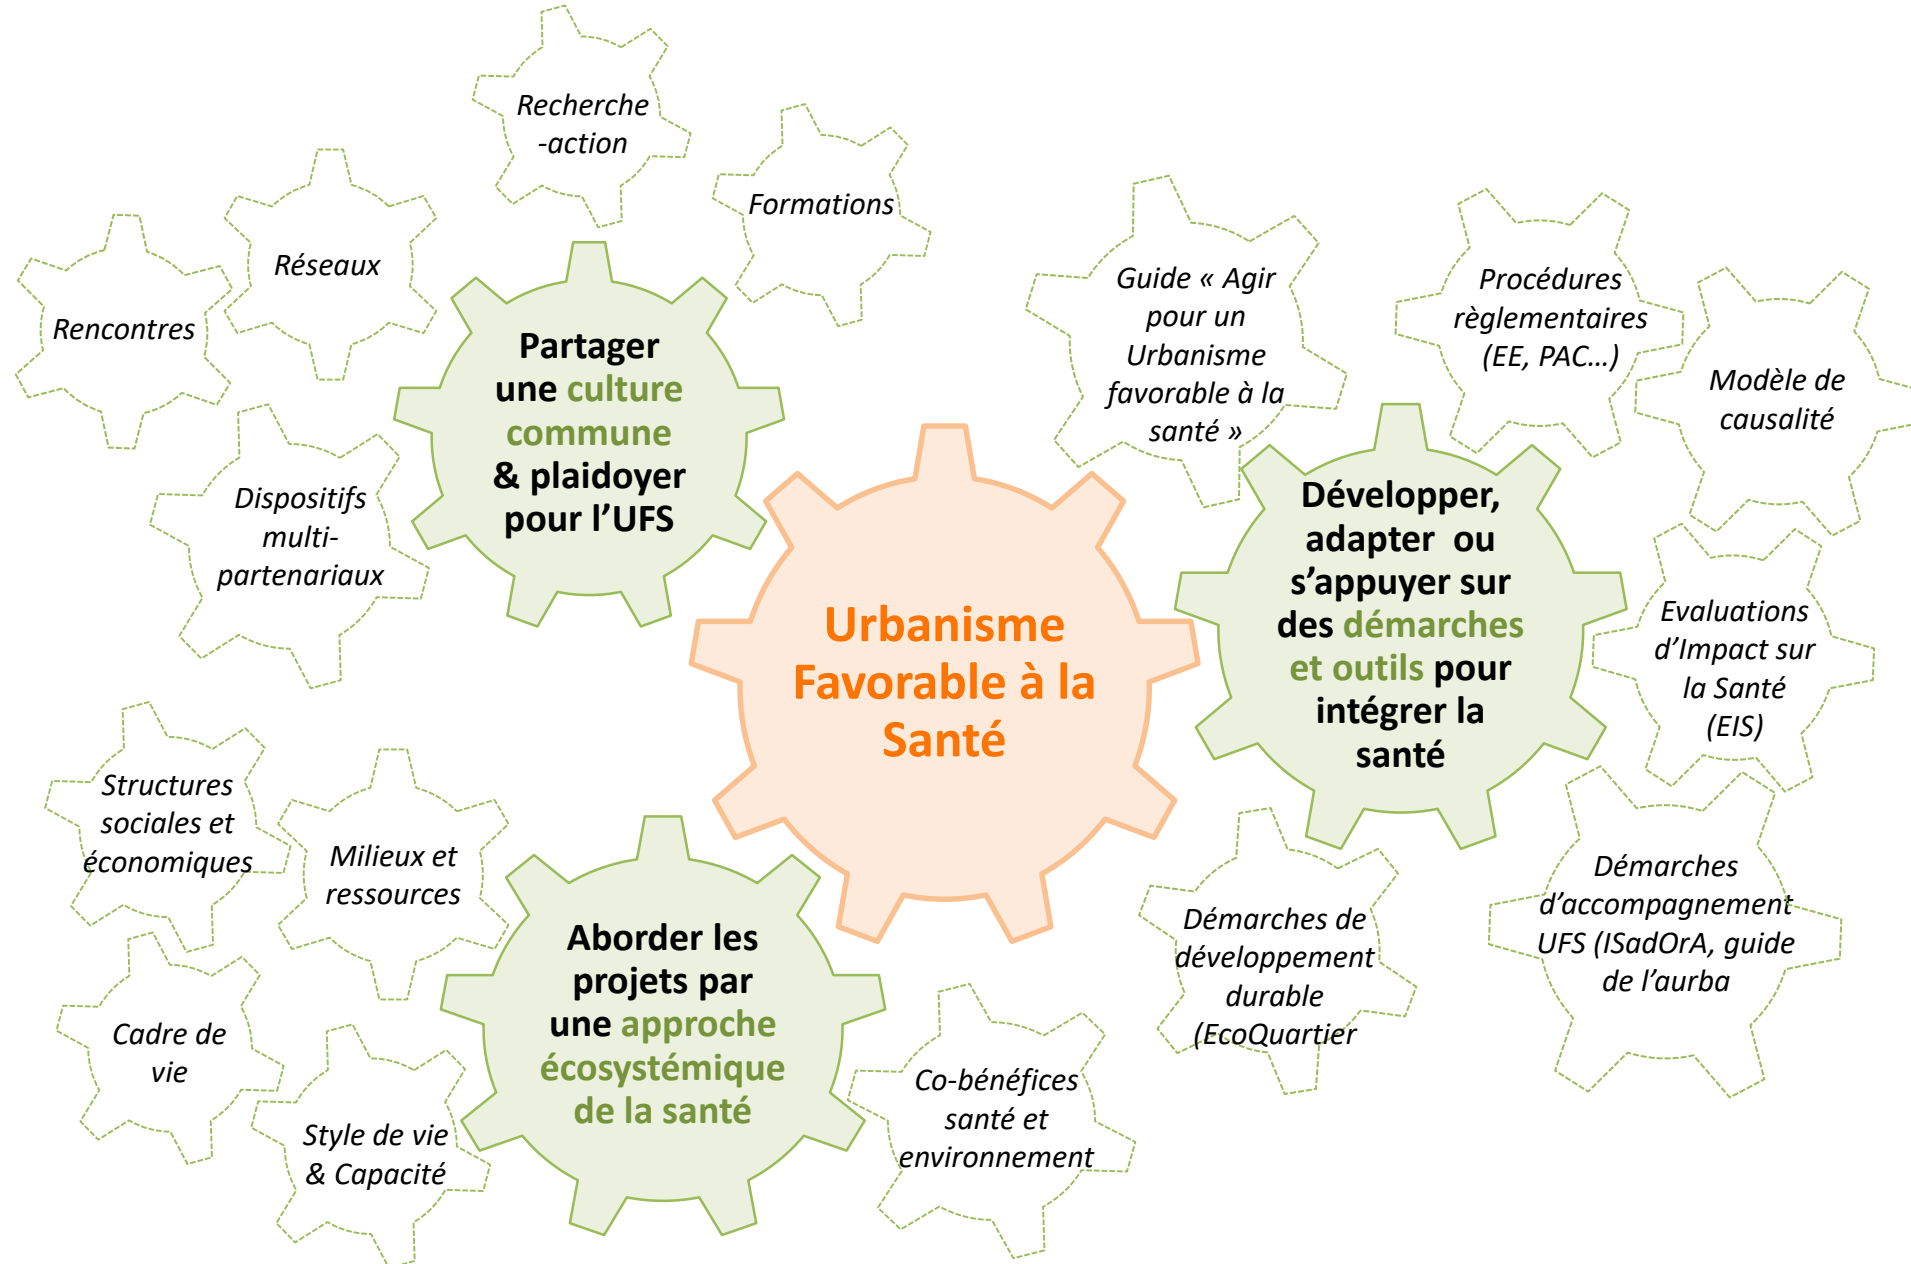 Recherche
-action
Formations
Réseaux
Rencontres
Dispositifs
multi-
partenariaux
Partager
une culture
commune
& plaidoyer
pour l’UFS
Guide « Agir
pour un
Urbanisme
favorable à la
santé »
Procédures
règlementaires
(EE, PAC…)
Modèle de
causalité
Développer,
adapter  ou
s’appuyer sur
des démarches
et outils pour
intégrer la
santé
Evaluations
d’Impact sur
la Santé
(EIS)
Démarches
d’accompagnement
UFS (ISadOrA, guide
de l’aurba
Démarches de
développement
durable
(EcoQuartier
Urbanisme
Favorable à la
Santé
Structures
sociales et
économiques
Milieux et
ressources
Cadre de
vie
Style de vie
& Capacité
Aborder les
projets par
une approche
écosystémique
de la santé
Co-bénéfices
santé et
environnement